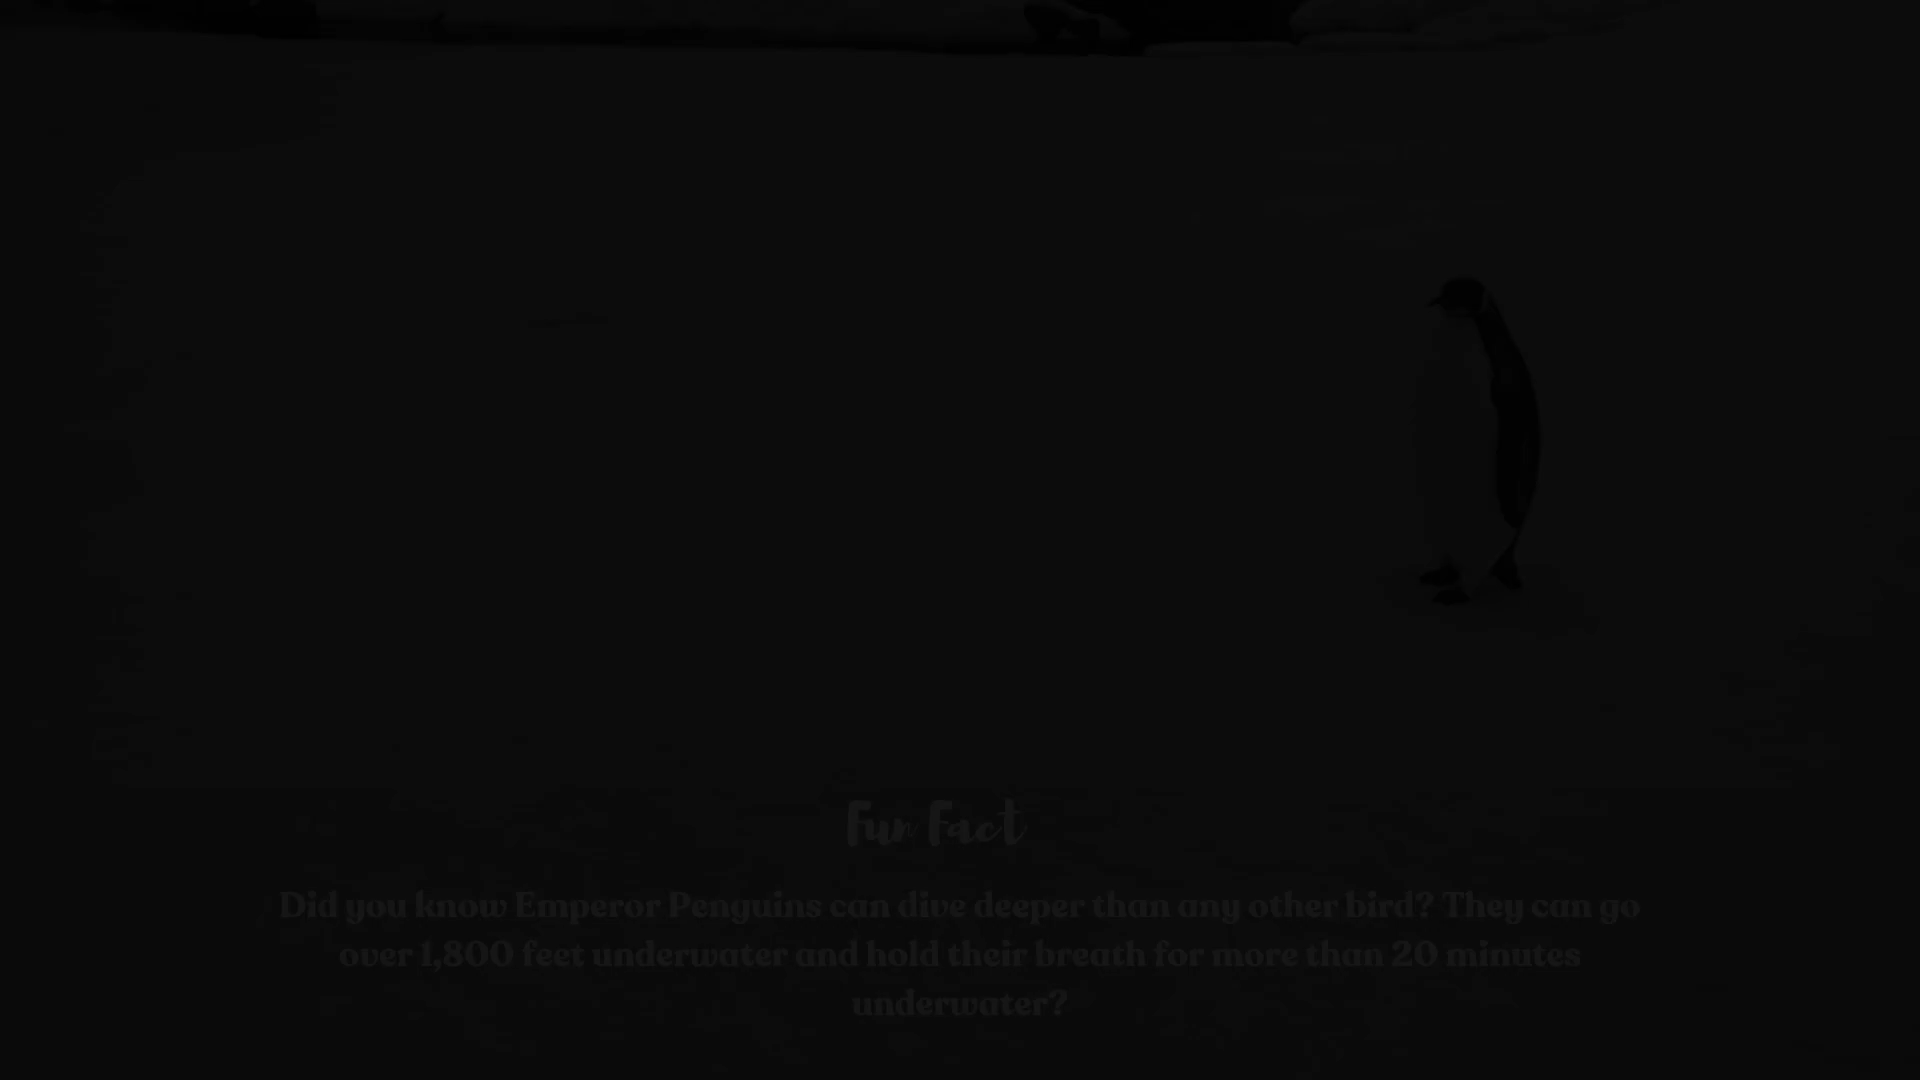 Fun Fact
Did you know Emperor Penguins can dive deeper than any other bird? They can go
over 1,800 feet underwater and hold their breath for more than 20 minutes
underwater?